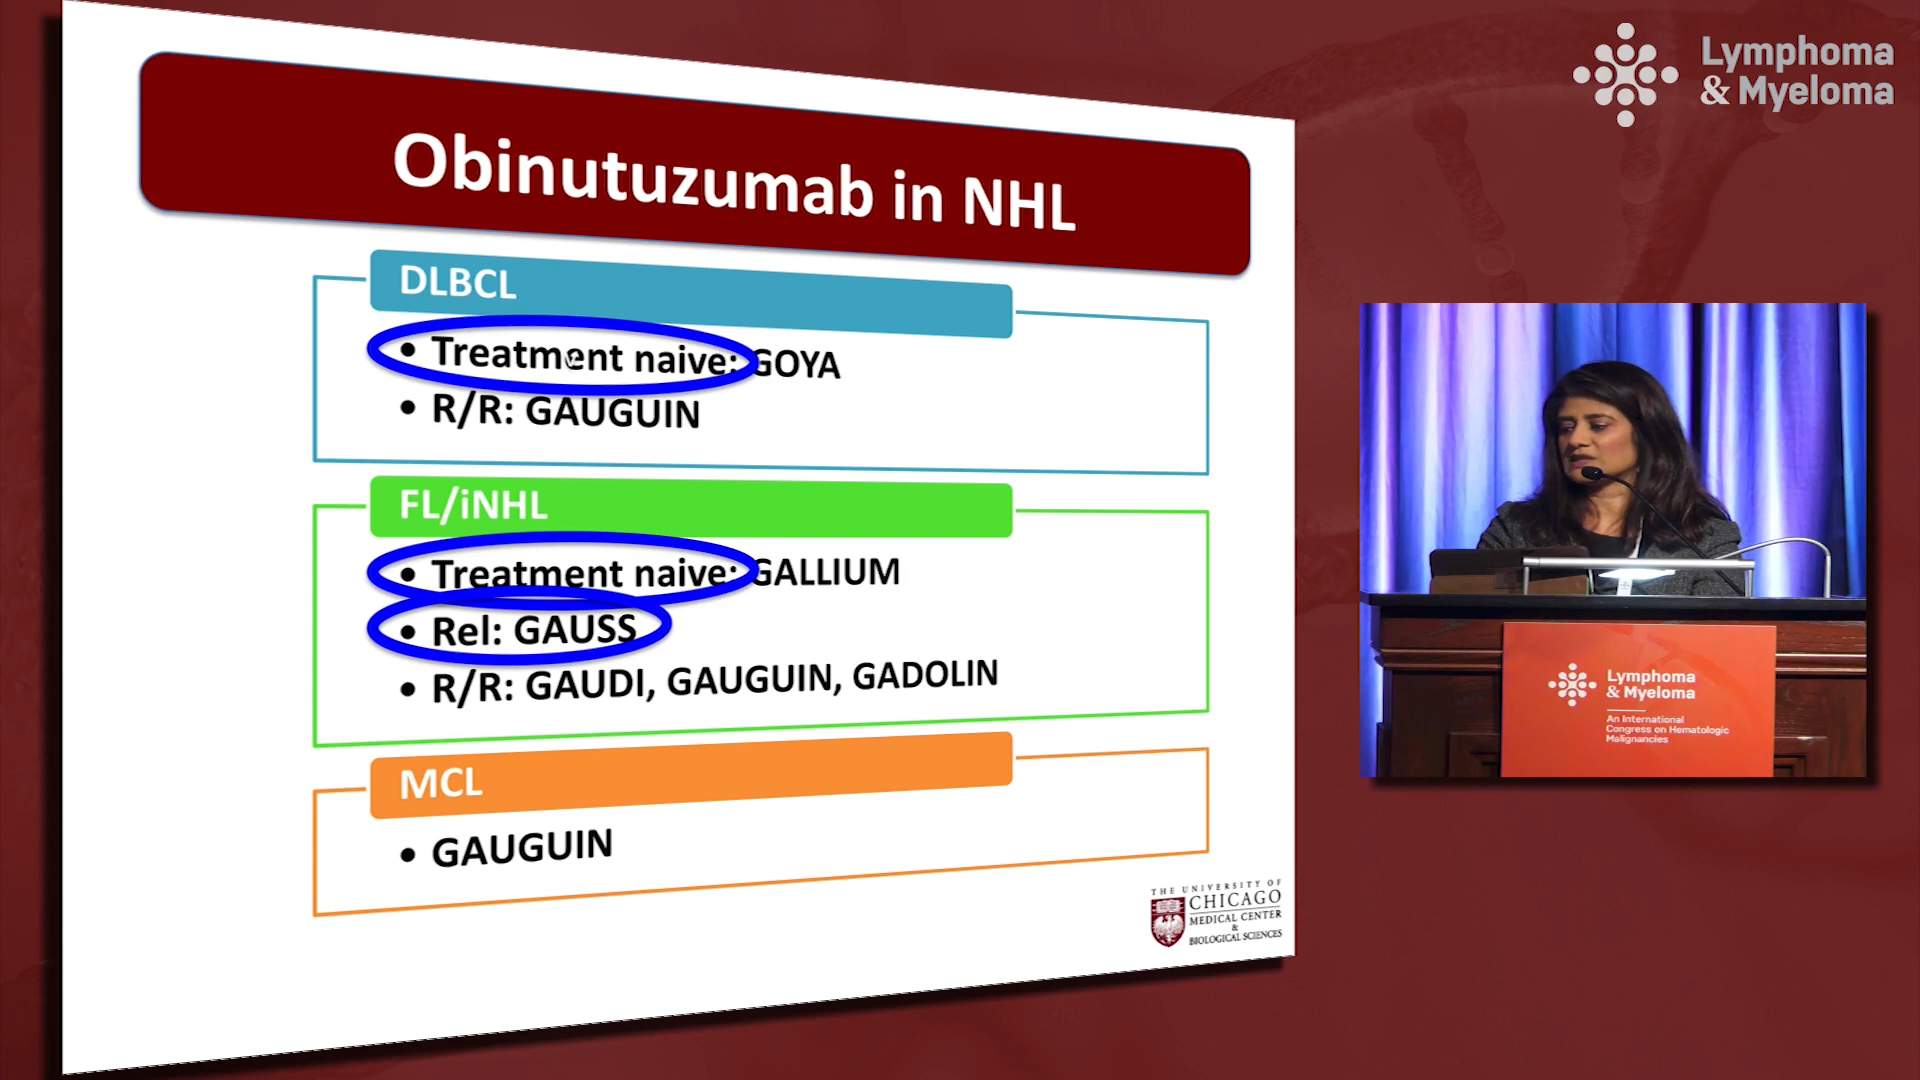 Lymphoma
& Myeloma
Obinutuzumab in NHL
DLBCL
• Treatment naive: GOYA
• R/R: GAUGUIN
FL/iNHL
• Treatment naive: GALLIUM
• Rel: GAUSS
• R/R: GAUDI, GAUGUIN, GADOLIN
MCL
• GAUGUIN
THE UNIVERSITY OF
CHICAGO
MEDICAL CENTER
&
BIOLOGICAL SCIENCES
Lymphoma
& Myeloma
An International
Congress on Hematologic
Malignancies